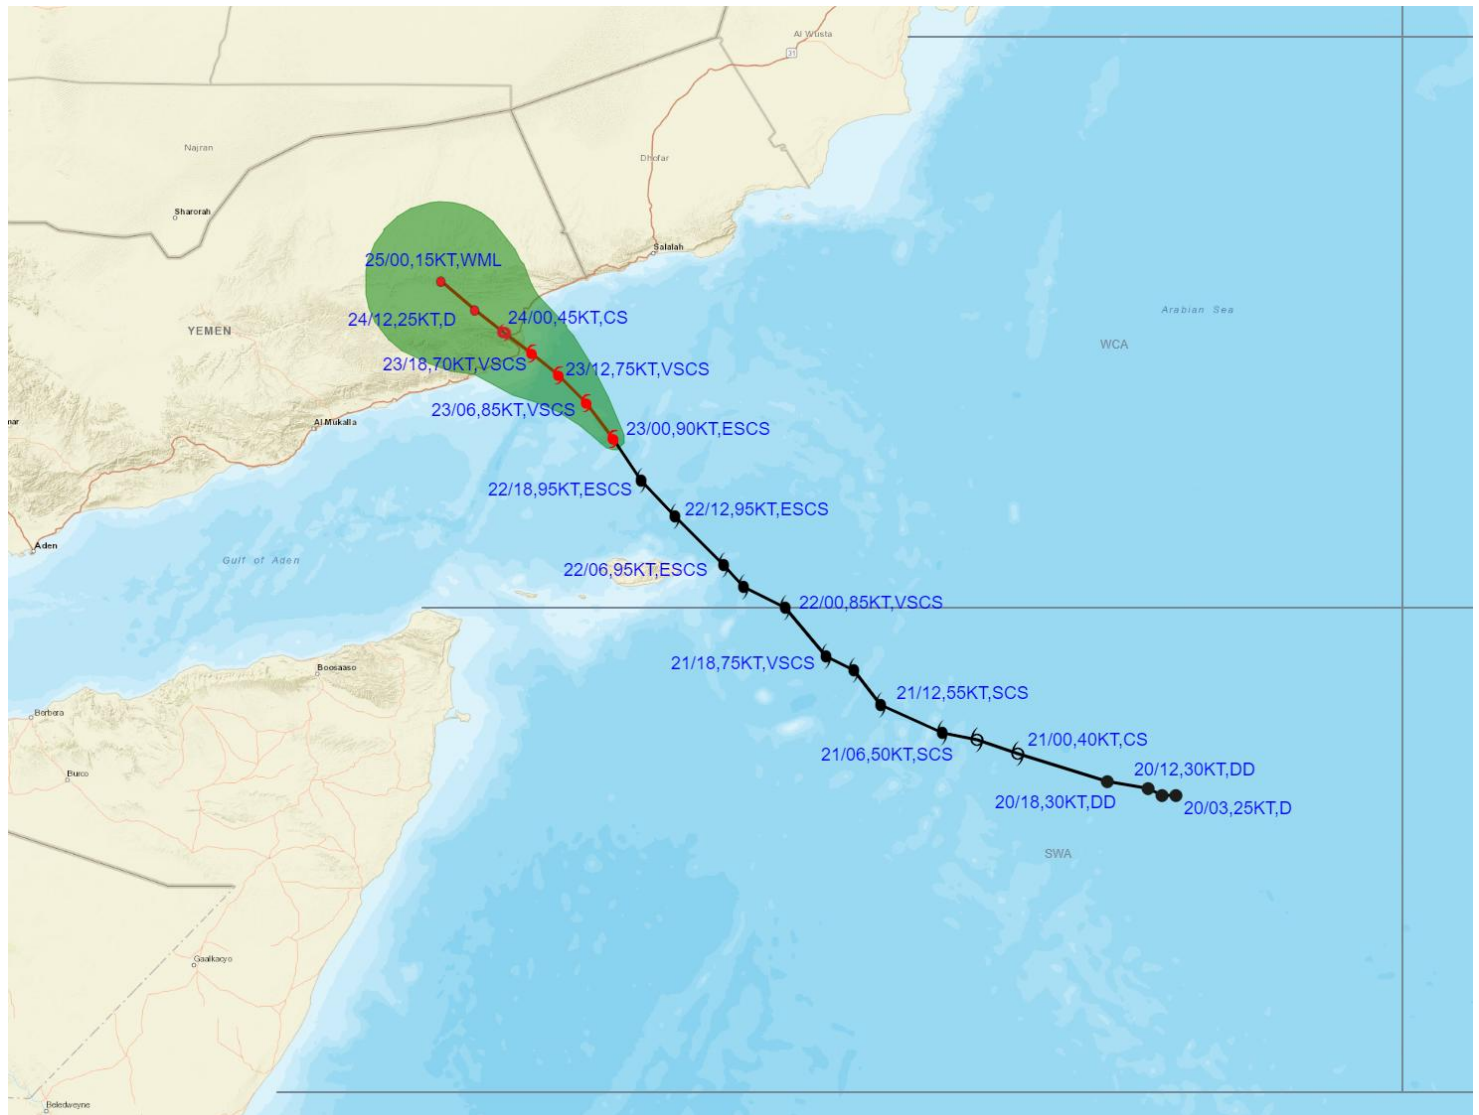 Al Wusta
31
Najran
Dhofar
Sharorah
Salalah
25/00,15KT,WML
Arabian Sea
24/12,25KT,D
24/00,45KT,CS
YEMEN
WCA
23/18,70KT,VSCS
23/12,75KT,VSCS
23/06,85KT,VSCS
mar
Al Mukalla
23/00,90KT,ESCS
22/18,95KT,ESCS
22/12,95KT,ESCS
Aden
Gulf of Aden
22/06,95KT,ESCS
22/00,85KT,VSCS
21/18,75KT,VSCS
Boosaaso
21/12,55KT,SCS
Berbera
21/00,40KT,CS
21/06,50KT,SCS
20/12,30KT,DD
Burco
20/18,30KT,DD
20/03,25KT,D
SWA
Gaalkacyo
Beledweyne